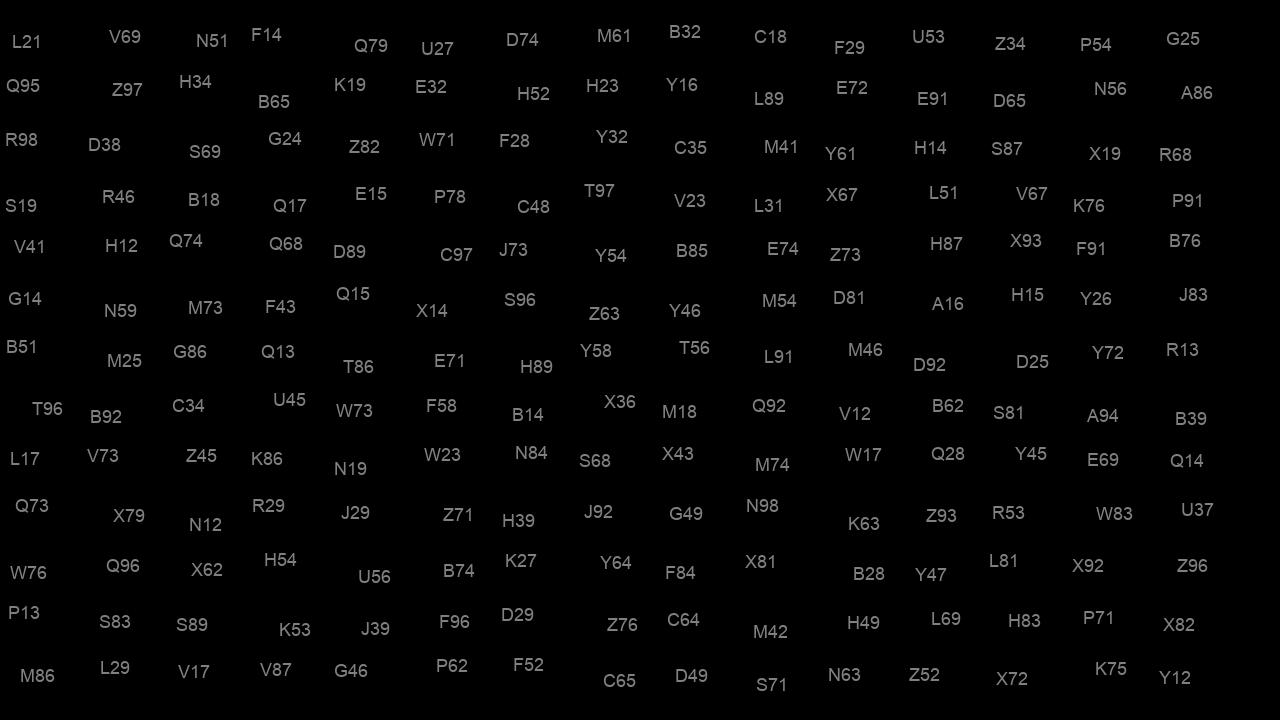 L21 V69 N51 F14 Q79 U27 D74 M61 B32 C18 F29 U53 Z34 P54 G25
Q95 Z97 H34 B65 K19 E32 H52 H23 Y16 L89 E72 E91 D65 N56 A86
R98 D38 S69 G24 Z82 W71 F28 Y32 C35 M41 Y61 H14 S87 X19 R68
S19 R46 B18 Q17 E15 P78 C48 T97 V23 L31 X67 L51 V67 K76 P91
V41 H12 Q74 Q68 D89 C97 J73 Y54 B85 E74 Z73 H87 X93 F91 B76
G14 N59 M73 F43 Q15 X14 S96 Z63 Y46 M54 D81 A16 H15 Y26 J83
B51 M25 G86 Q13 T86 E71 H89 Y58 T56 L91 M46 D92 D25 Y72 R13
T96 B92 C34 U45 W73 F58 B14 X36 M18 Q92 V12 B62 S81 A94 B39
L17 V73 Z45 K86 N19 W23 N84 S68 X43 M74 W17 Q28 Y45 E69 Q14
Q73 X79 N12 R29 J29 Z71 H39 J92 G49 N98 K63 Z93 R53 W83 U37
W76 Q96 X62 H54 U56 B74 K27 Y64 F84 X81 B28 Y47 L81 X92 Z96
P13 S83 S89 K53 J39 F96 D29 Z76 C64 M42 H49 L69 H83 P71 X82
M86 L29 V17 V87 G46 P62 F52 C65 D49 S71 N63 Z52 X72 K75 Y12